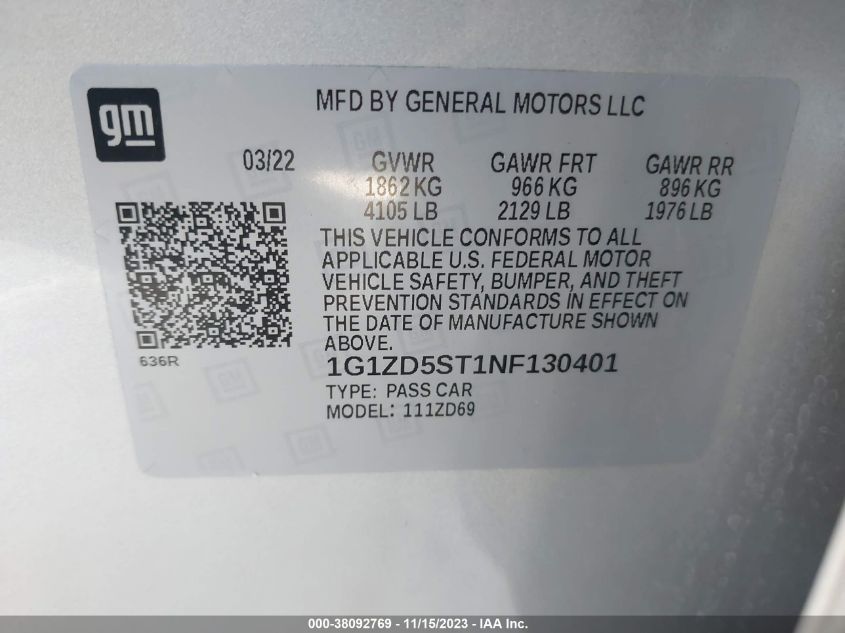 gm
MFD BY GENERAL MOTORS LLC
03/22 GVWR GAWR FRT GAWR RR
1862 KG 966 KG 896 KG
4105 LB 2129 LB 1976 LB
THIS VEHICLE CONFORMS TO ALL
APPLICABLE U.S. FEDERAL MOTOR
VEHICLE SAFETY, BUMPER, AND THEFT
PREVENTION STANDARDS IN EFFECT ON
THE DATE OF MANUFACTURE SHOWN
ABOVE.
636R
1G1ZD5ST1NF130401
TYPE: PASS CAR
MODEL: 111ZD69
000-38092769 - 11/15/2023 - IAA Inc.